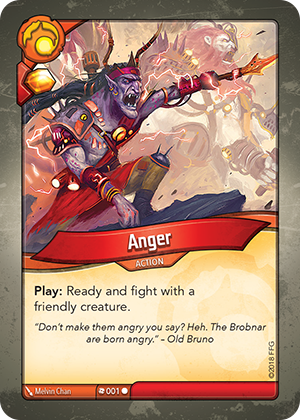 Anger
ACTION
Play: Ready and fight with a
friendly creature.
“Don’t make them angry you say? Heh. The Brobnar
are born angry.” - Old Bruno
©2018 FFG
Melvin Chan
001